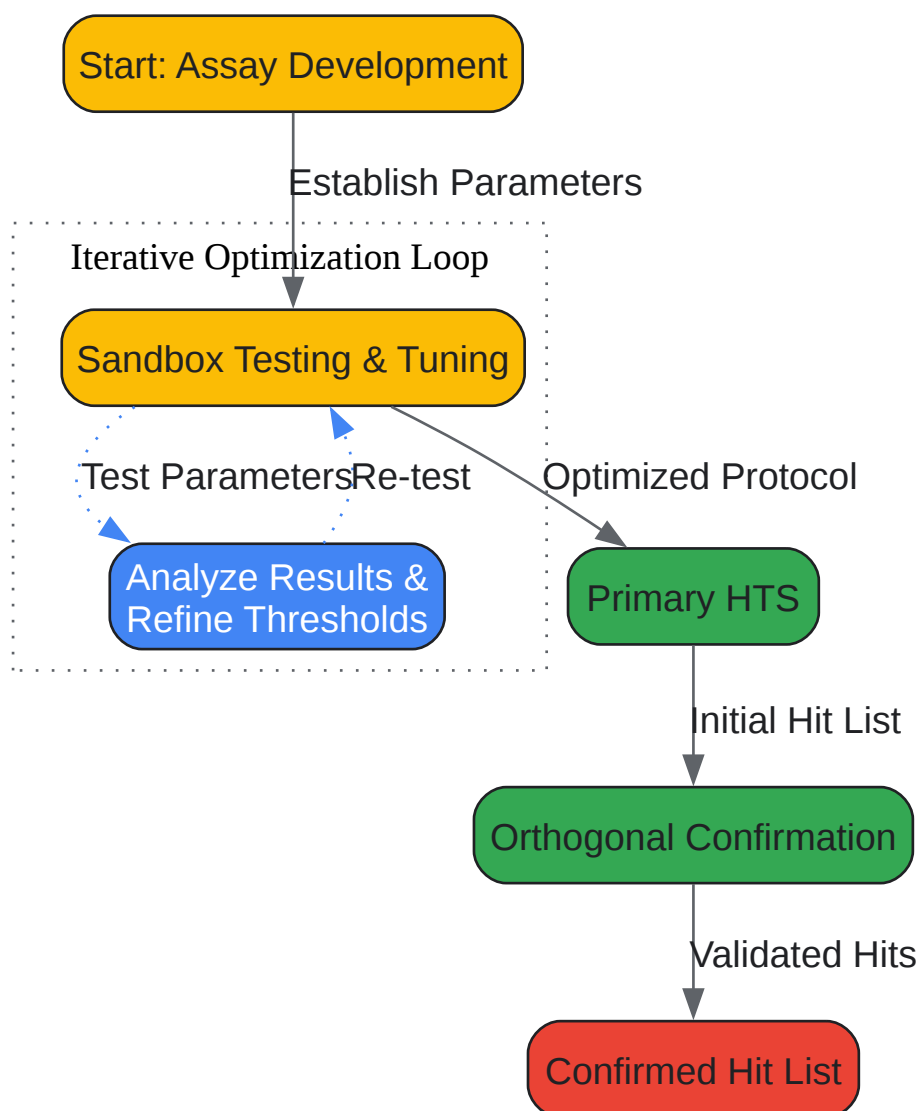 Start: Assay Development
Establish Parameters
Iterative Optimization Loop
Sandbox Testing & Tuning
Test Parameters
Re-test
Optimized Protocol
Analyze Results &
Refine Thresholds
Primary HTS
Initial Hit List
Orthogonal Confirmation
Validated Hits
Confirmed Hit List